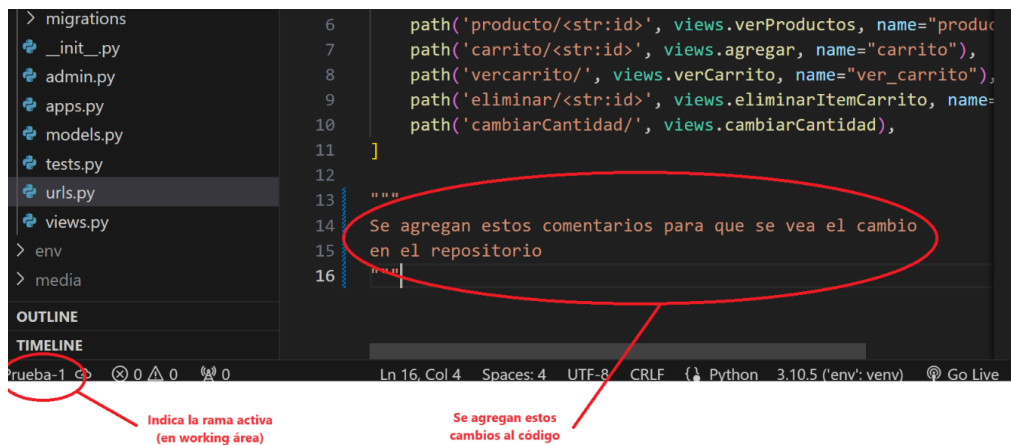 migrations
__init__.py
admin.py
apps.py
models.py
tests.py
urls.py
views.py
env
media
OUTLINE
TIMELINE
6 path('producto/<str:id>', views.verProductos, name="produc
7 path('carrito/<str:id>', views.agregar, name="carrito"),
8 path('vercarrito/', views.verCarrito, name="ver_carrito"),
9 path('eliminar/<str:id>', views.eliminarItemCarrito, name=
10 path('cambiarCantidad/', views.cambiarCantidad),
11 ]
12
13 """
14 Se agregan estos comentarios para que se vea el cambio
15 en el repositorio
16 """
Prueba-1 0 0 0 Ln 16, Col 4 Spaces: 4 UTF-8 CRLF Python 3.10.5 ('env': venv) Go Live
Indica la rama activa
(en working área)
Se agregan estos
cambios al código